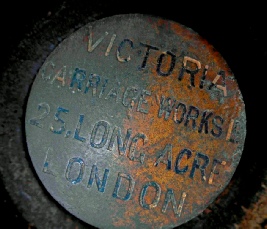 VICTORIA
CARRIAGE WORKS L
25. LONG ACRE
LONDON